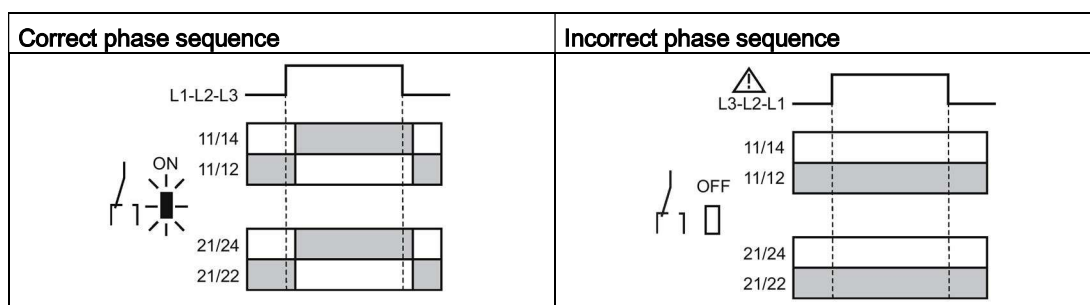 Correct phase sequence
L1-L2-L3
11/14
ON
11/12
21/24
21/22
Incorrect phase sequence
L3-L2-L1
11/14
OFF
11/12
21/24
21/22